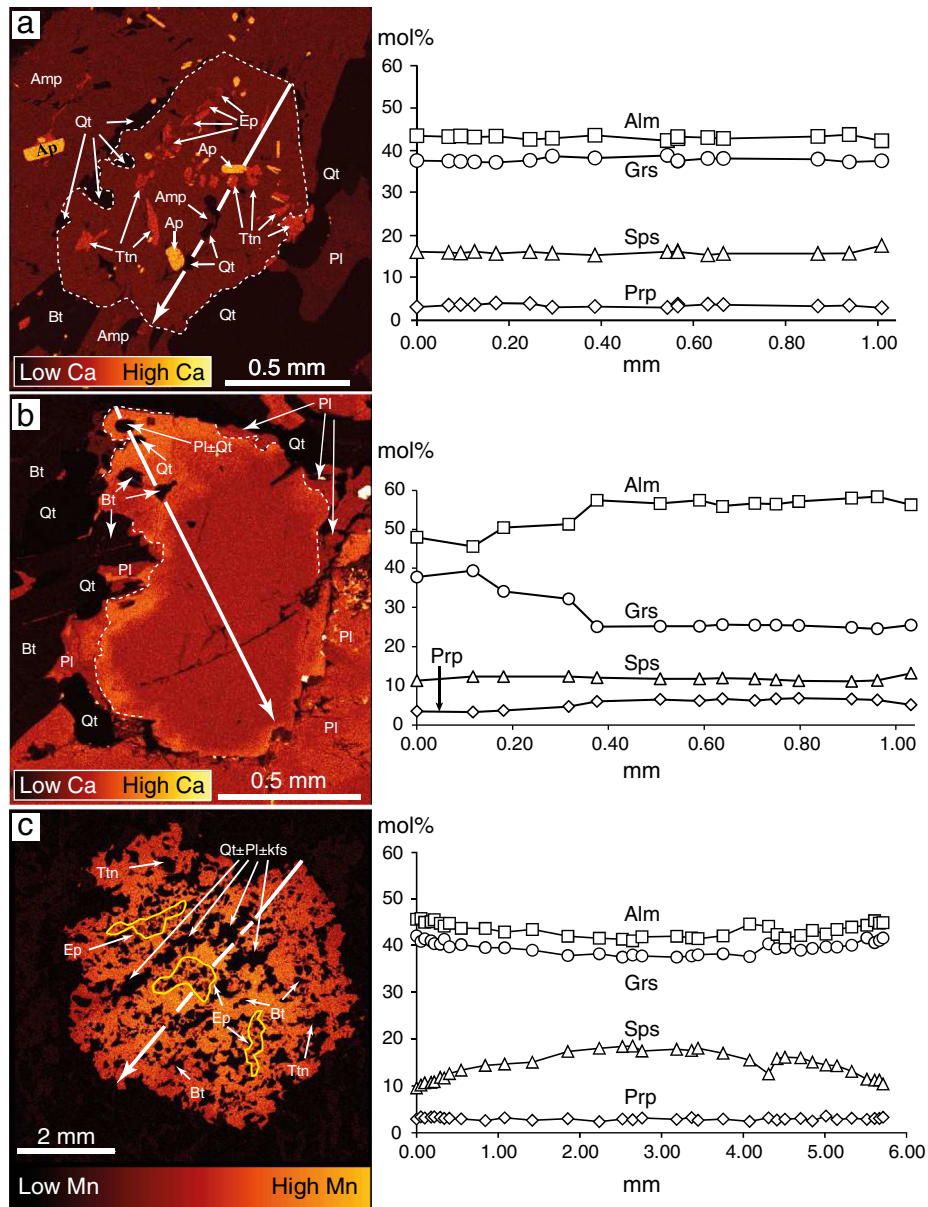 a
Amp
Qt
Ep
Ap
Ap
Qt
Amp
Ap
Ttn
Ttn
Pl
Qt
Bt
Qt
Amp
Low Ca High Ca
0.5 mm
mol%
60
50
40
30
20
10
0
Alm
Grs
Sps
Prp
0.00 0.20 0.40 0.60 0.80 1.00
mm
b
Pl
Pl±Qt
Qt
Bt
Qt
Bt
Qt
Pl
Qt
Bt
Pl
Pl
Qt
Pl
Low Ca High Ca
0.5 mm
mol%
60
50
40
30
20
10
0
Alm
Grs
Prp
Sps
0.00 0.20 0.40 0.60 0.80 1.00
mm
c
Qt±Pl±kfs
Ttn
Ep
Bt
Ep
Ttn
Bt
2 mm
Low Mn High Mn
mol%
60
50
40
30
20
10
0
Alm
Grs
Sps
Prp
0.00 1.00 2.00 3.00 4.00 5.00 6.00
mm